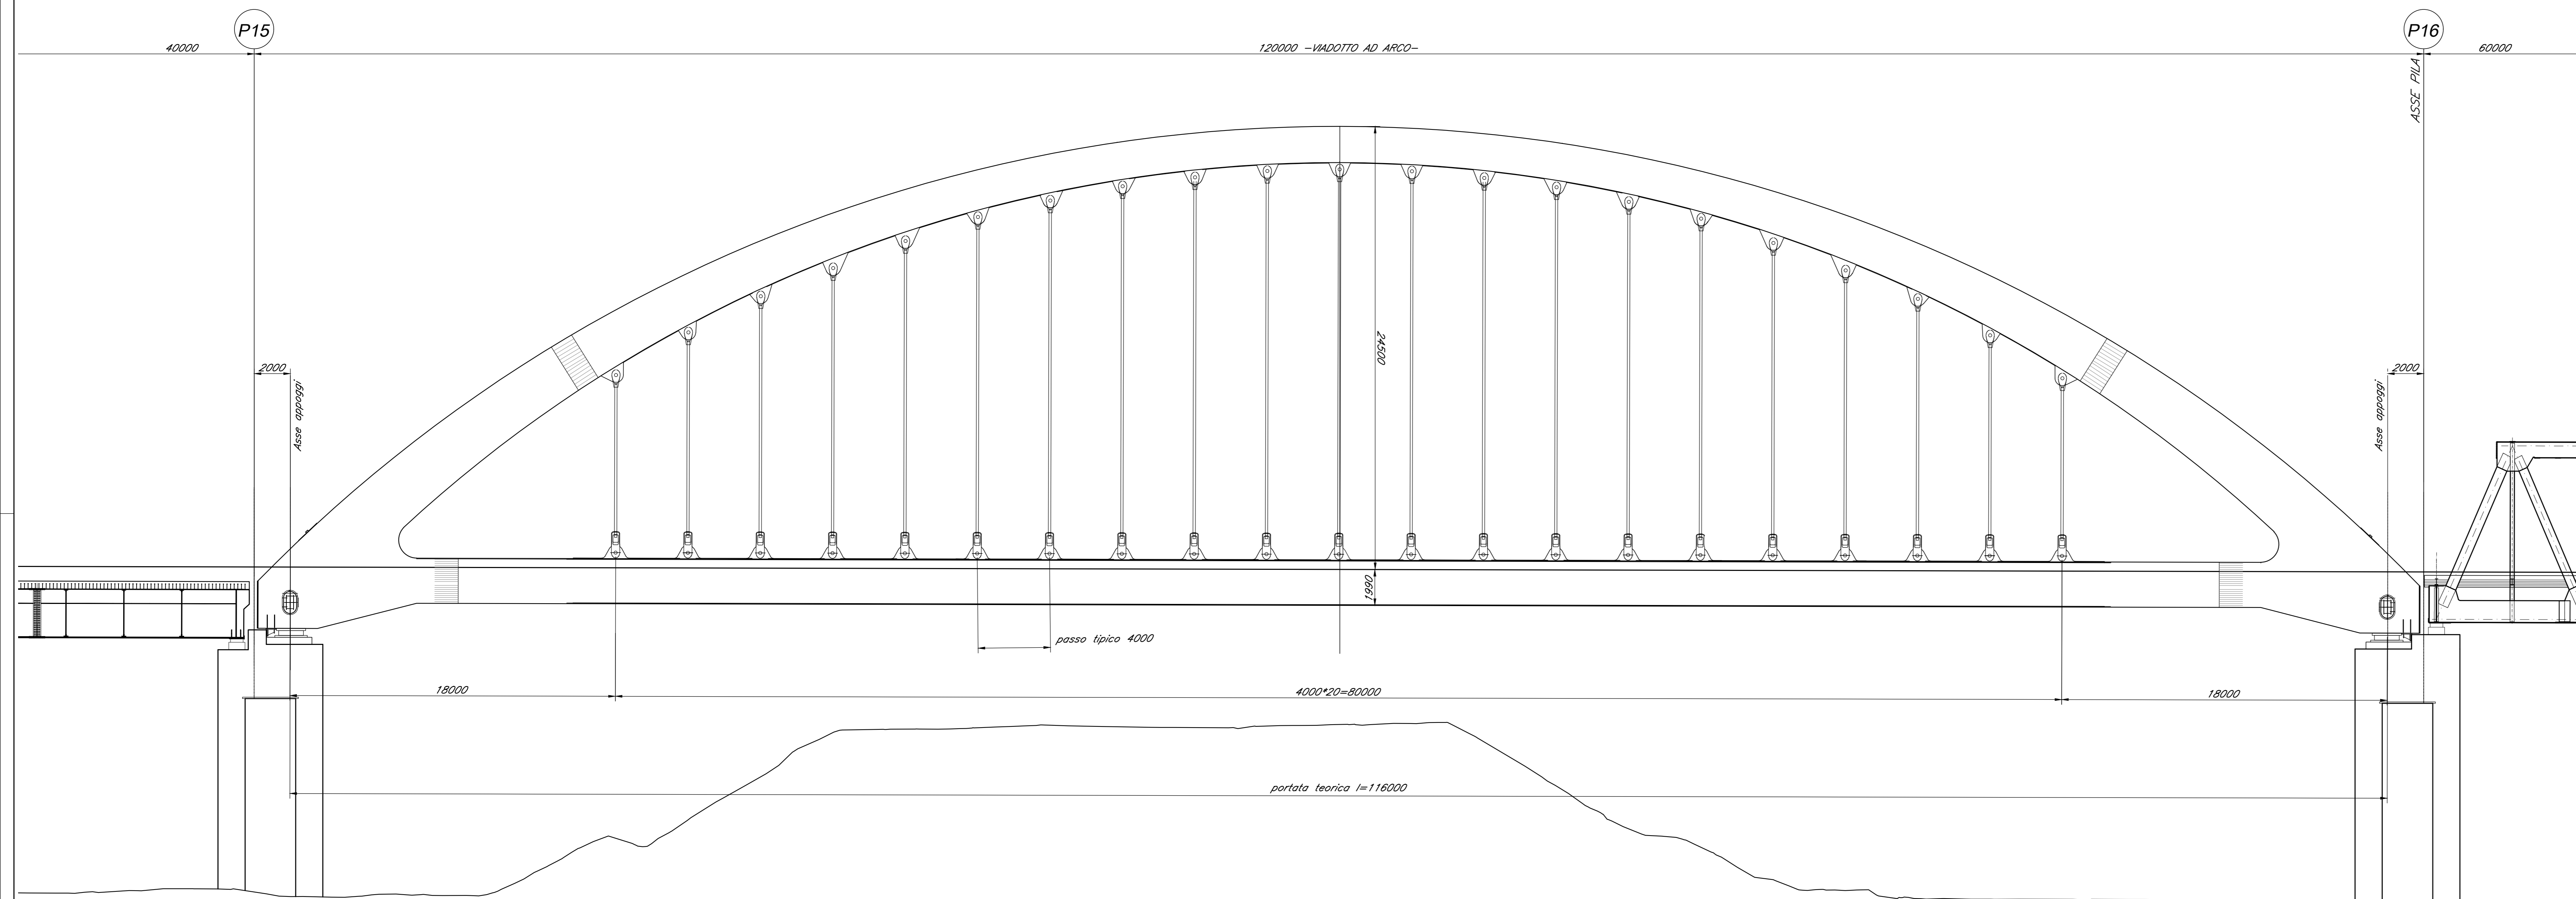 P15
P16
40000
120000 -VIADOTTO AD ARCO-
60000
ASSE PILA
2000
Asse appoggi
24500
2000
Asse appoggi
1990
passo tipico 4000
18000
4000*20=80000
18000
portata teorica l=116000